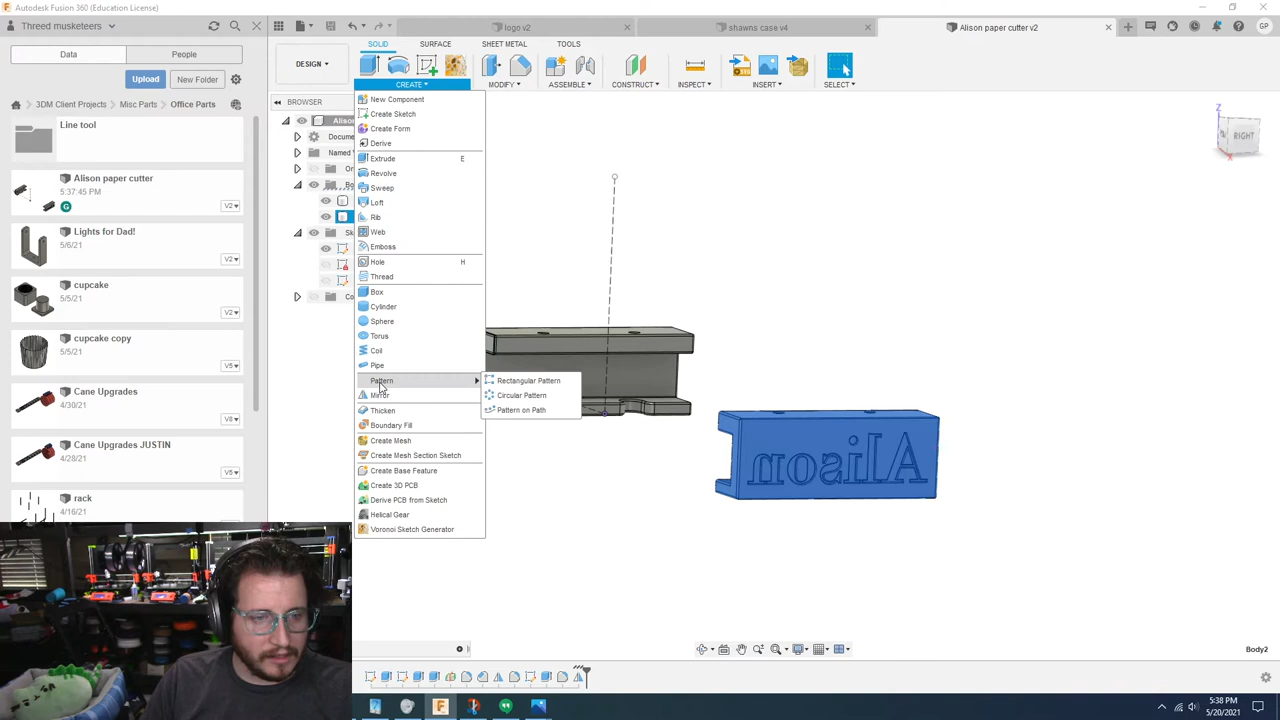 Autodesk Fusion 360 (Education License)
Threed musketeers
logo v2
shawns case v4
Alison paper cutter v2
GP
Data
People
DESIGN
SOLID
SURFACE
SHEET METAL
TOOLS
Upload
New Folder
CREATE
MODIFY
ASSEMBLE
CONSTRUCT
INSPECT
INSERT
SELECT
3DM Client Projects
Misc Parts
Office Parts
BROWSER
New Component
Create Sketch
Create Form
Derive
Extrude E
Revolve
Sweep
Loft
Rib
Web
Emboss
Hole H
Thread
Box
Cylinder
Sphere
Torus
Coil
Pipe
Pattern
Mirror
Thicken
Boundary Fill
Create Mesh
Create Mesh Section Sketch
Create Base Feature
Create 3D PCB
Derive PCB from Sketch
Helical Gear
Voronoi Sketch Generator
Rectangular Pattern
Circular Pattern
Pattern on Path
Line tool
Alison paper cutter
5:37:45 PM
G
V2
Lights for Dad!
5/6/21
V2
cupcake
5/5/21
V2
cupcake copy
5/5/21
V5
Cane Upgrades
4/30/21
Cane Upgrades JUSTIN
4/28/21
V5
rack
4/16/21
Z
RIGHT
X
Alison
Body2
5:38 PM
5/20/2021